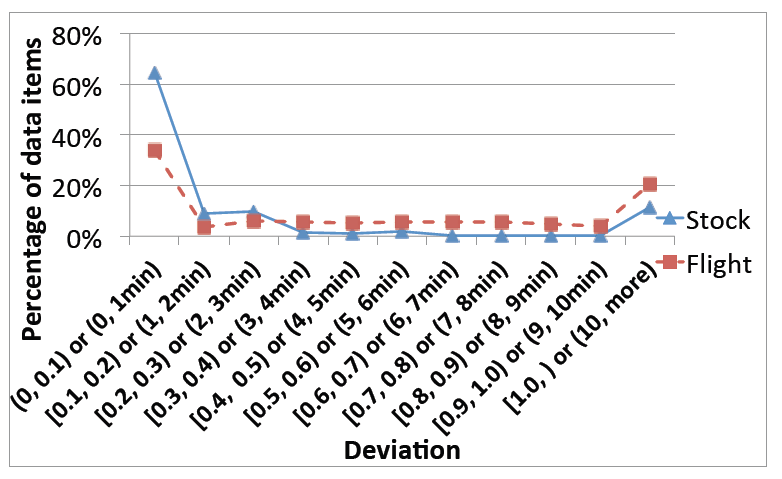 Percentage of data items
80%
60%
40%
20%
0%
Stock
Flight
(0, 0.1) or (0, 1min)
[0.1, 0.2) or (1, 2min)
[0.2, 0.3) or (2, 3min)
[0.3, 0.4) or (3, 4min)
[0.4,  0.5) or (4, 5min)
[0.5, 0.6) or (5, 6min)
[0.6, 0.7) or (6, 7min)
[0.7, 0.8) or (7, 8min)
[0.8, 0.9) or (8, 9min)
[0.9, 1.0) or (9, 10min)
[1.0, ) or (10, more)
Deviation